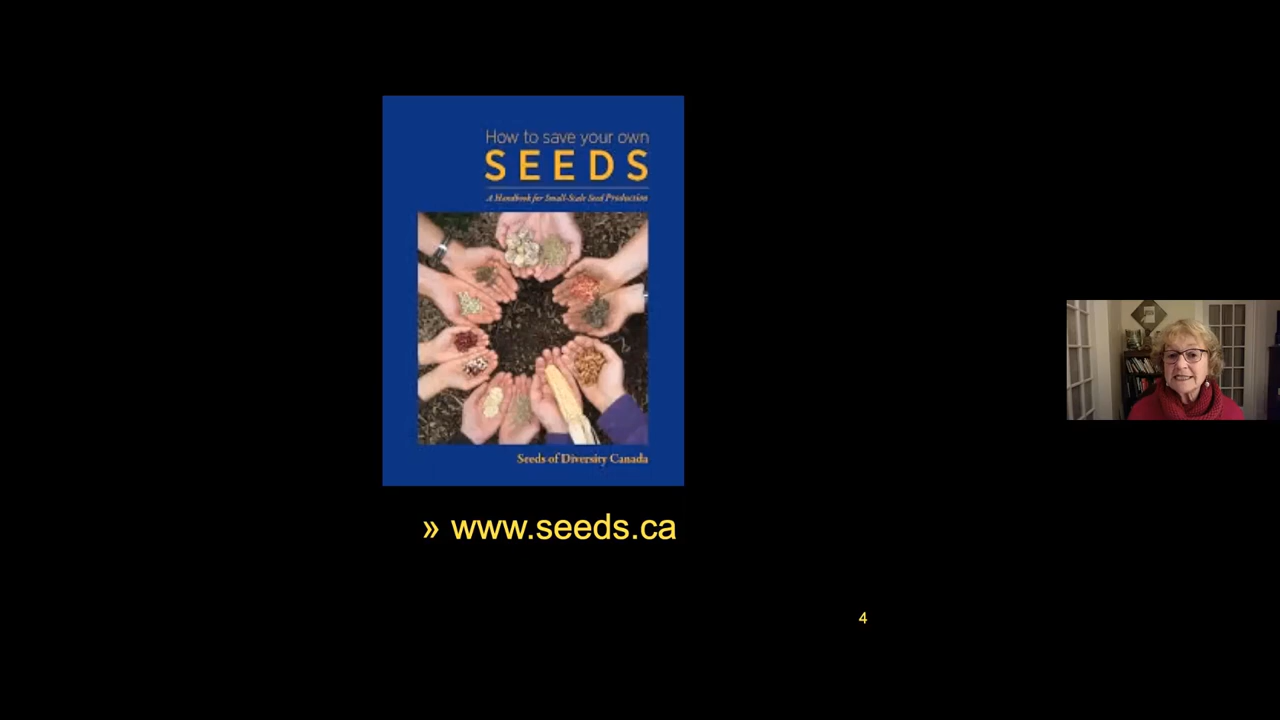 How to save your own
SEEDS
A Handbook for Small-Scale Seed Production
Seeds of Diversity Canada
» www.seeds.ca
4